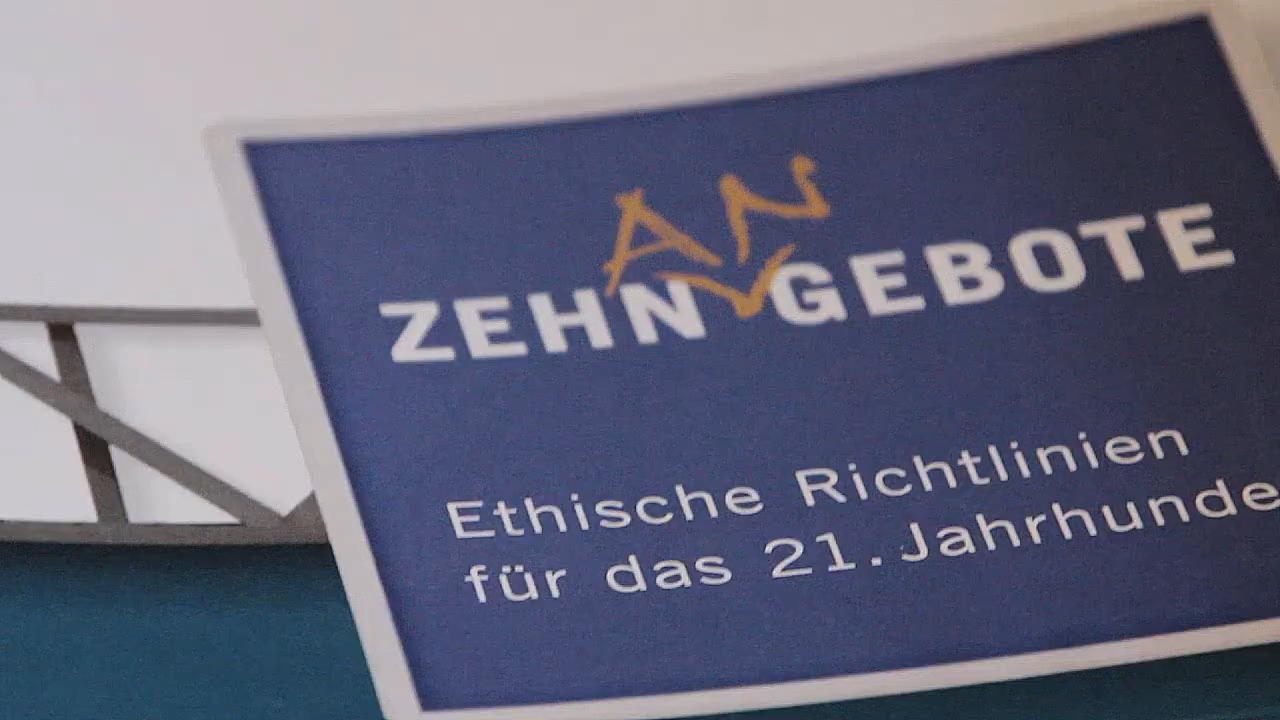 AN
ZEHN GEBOTE
Ethische Richtlinien
für das 21. Jahrhunde